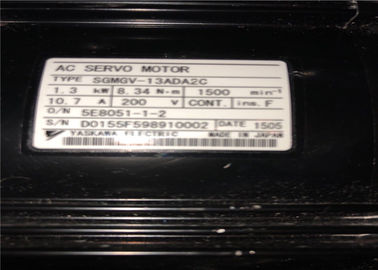 AC SERVO MOTOR
TYPE SGMGV-13ADA2C
1.3 kW 8.34 N-m 1500 min-1
10.7 A 200 V CONT. ins.F
O/N 5E8051-1-2
S/N D0155F598910002 DATE 1505
YASKAWA ELECTRIC MADE IN JAPAN